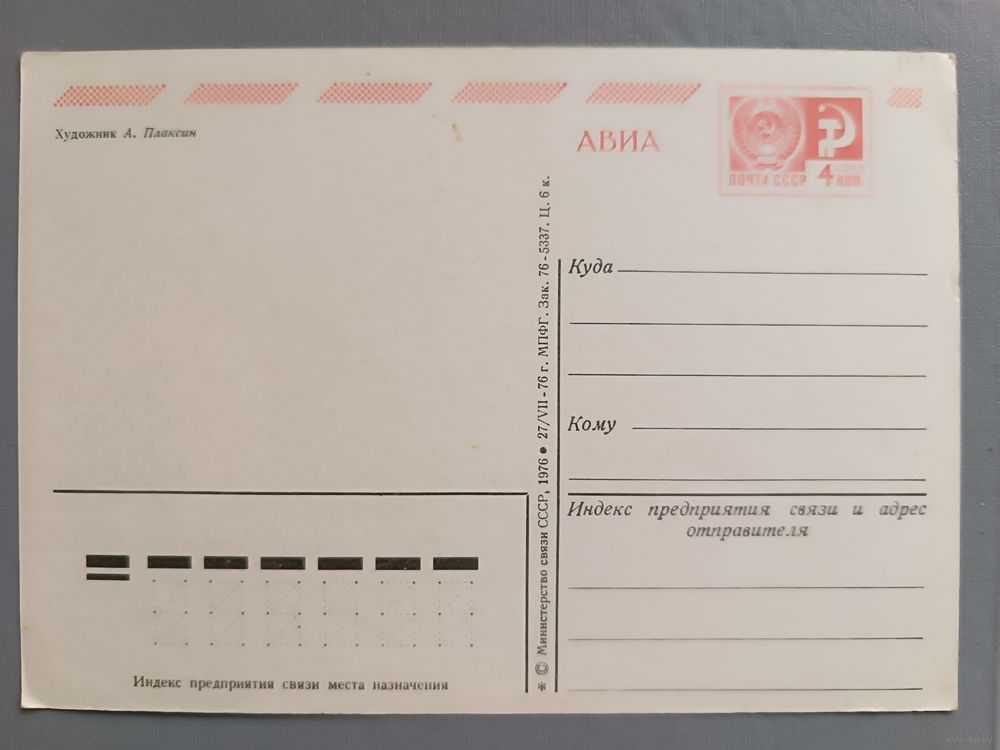 Художник А. Плаксин
АВИА
ПОЧТА СССР 4 КОП.
Куда
Кому
Индекс предприятия связи и адрес
отправителя
* © Министерство связи СССР, 1976 • 27/VII - 76 г. МПФГ. Зак. 76 - 5337. Ц. 6 к.
Индекс предприятия связи места назначения